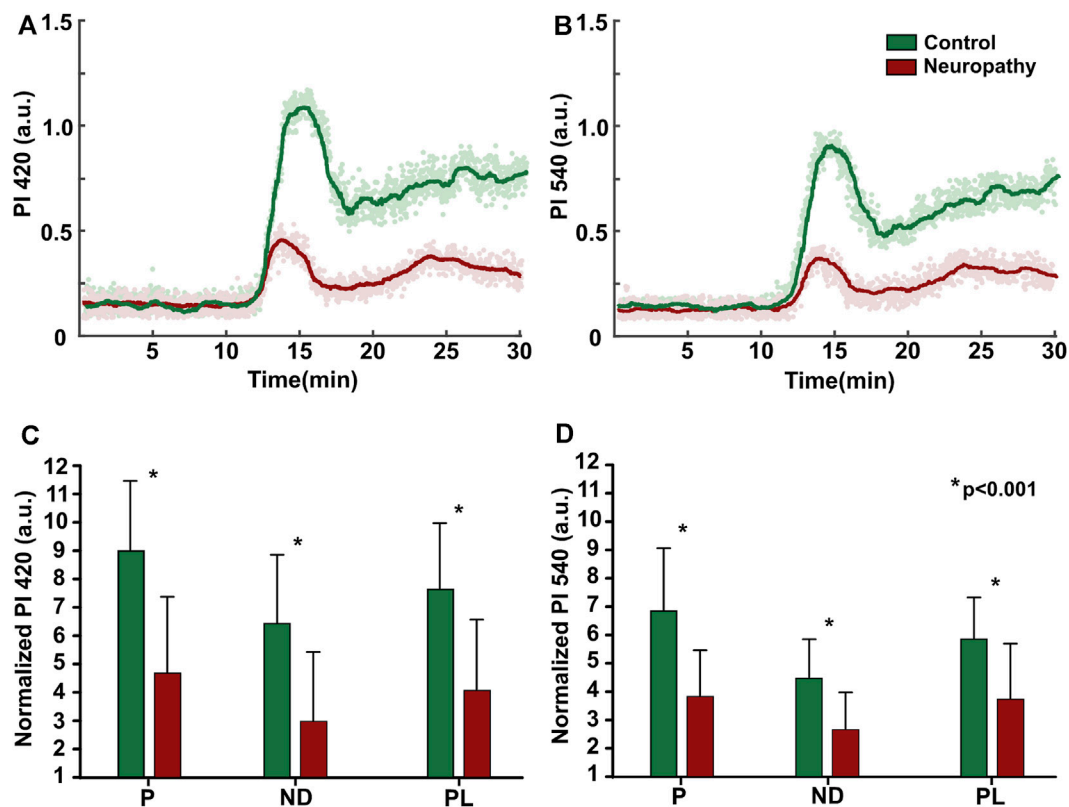 A
PI 420 (a.u.)
1.5
1.0
0.5
0
5
10
15
20
25
30
Time(min)
B
PI 540 (a.u.)
1.5
1.0
0.5
0
5
10
15
20
25
30
Time(min)
Control
Neuropathy
C
Normalized PI 420 (a.u.)
12
11
10
9
8
7
6
5
4
3
2
1
*
*
*
P
ND
PL
D
Normalized PI 540 (a.u.)
12
11
10
9
8
7
6
5
4
3
2
1
*p<0.001
*
*
*
P
ND
PL